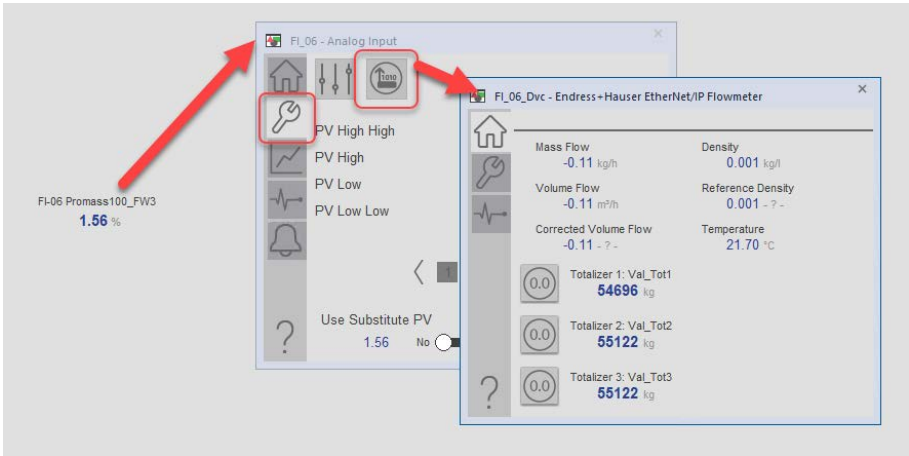 FI-06 Promass100_FW3
1.56 %
FI_06 - Analog Input
1010
PV High High
PV High
PV Low
PV Low Low
1
Use Substitute PV
1.56 No
?
FI_06_Dvc - Endress+Hauser EtherNet/IP Flowmeter
Mass Flow Density
-0.11 kg/h 0.001 kg/l
Volume Flow Reference Density
-0.11 m³/h 0.001 - ? -
Corrected Volume Flow Temperature
-0.11 - ? - 21.70 °C
0.0 Totalizer 1: Val_Tot1
54696 kg
0.0 Totalizer 2: Val_Tot2
55122 kg
0.0 Totalizer 3: Val_Tot3
55122 kg
?